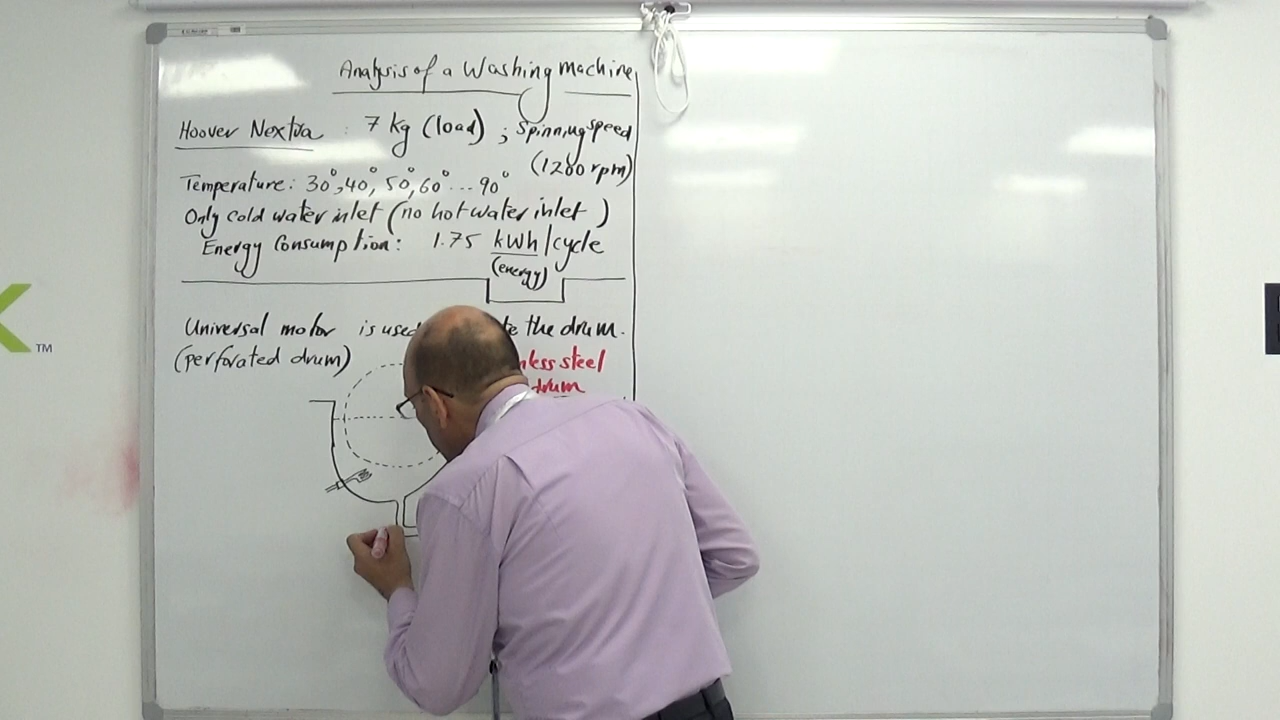 Analysis of a Washing machine
Hoover Nextra : 7 kg (load) ; spinning speed
(1200 rpm)
Temperature: 30°, 40°, 50°, 60° ... 90°
Only cold water inlet (no hot water inlet )
Energy Consumption: 1.75 kWh/cycle
(energy)
Universal motor is used the drum.
(perforated drum)
steel
drum
TM